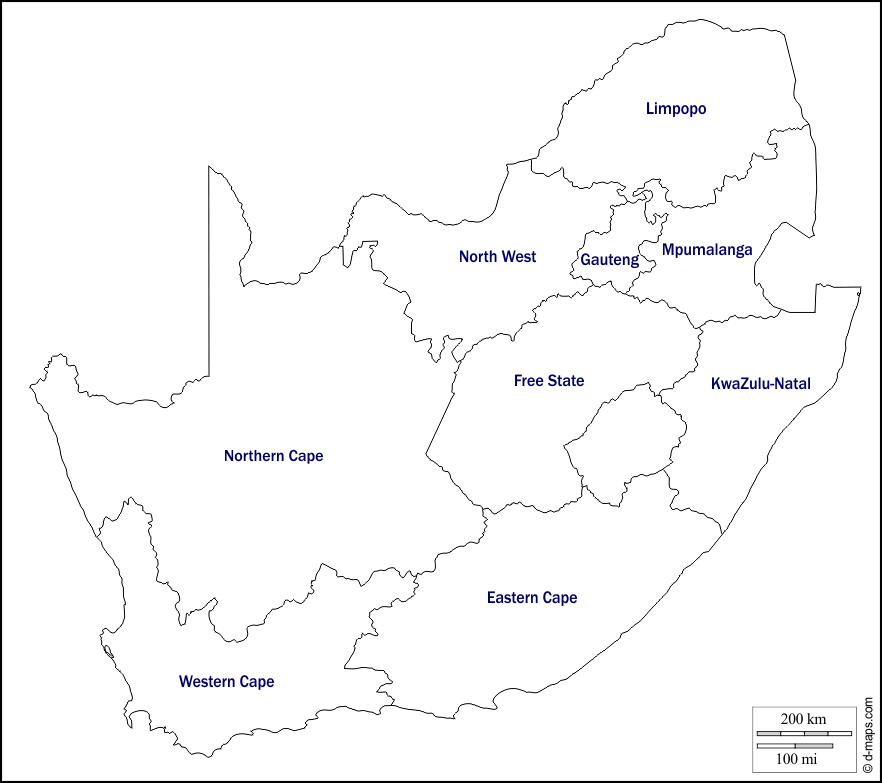 Limpopo
North West
Gauteng
Mpumalanga
Free State
KwaZulu-Natal
Northern Cape
Eastern Cape
Western Cape
200 km
100 mi
© d-maps.com